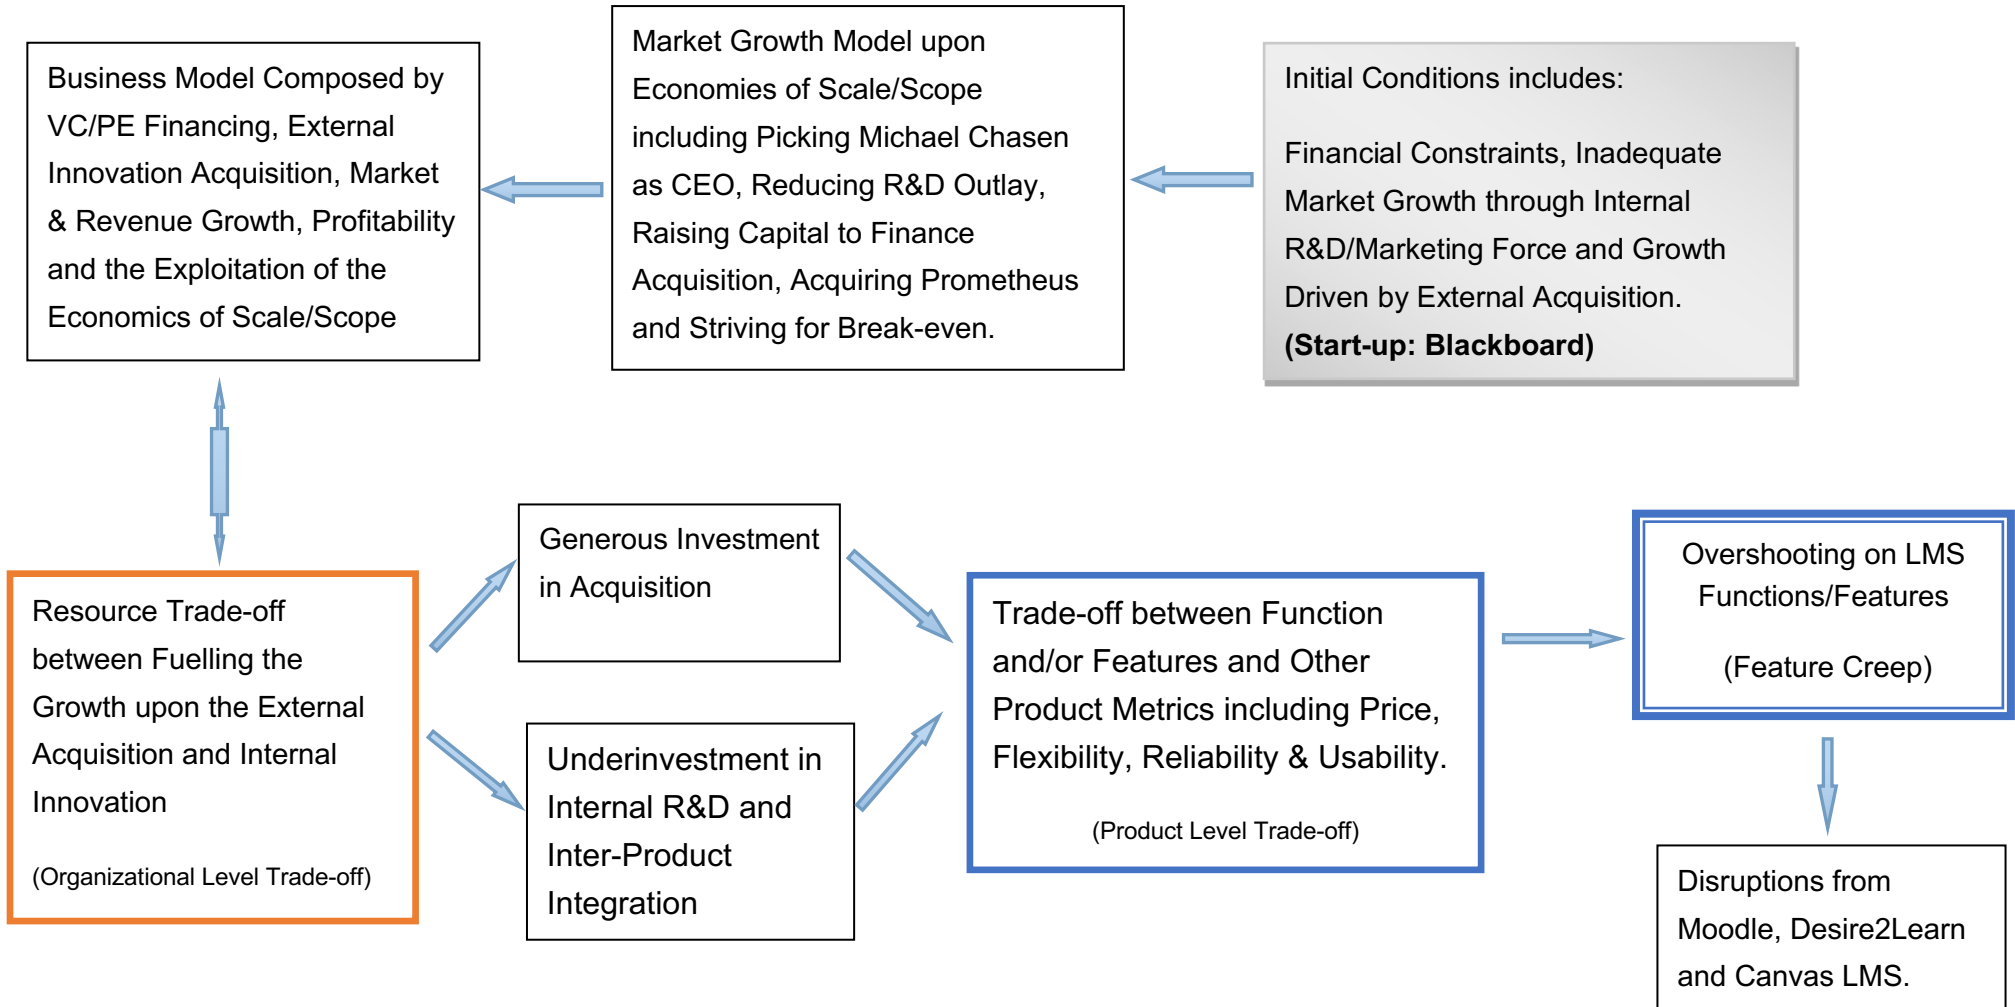 Business Model Composed by
VC/PE Financing, External
Innovation Acquisition, Market
& Revenue Growth, Profitability
and the Exploitation of the
Economics of Scale/Scope
Market Growth Model upon
Economies of Scale/Scope
including Picking Michael Chasen
as CEO, Reducing R&D Outlay,
Raising Capital to Finance
Acquisition, Acquiring Prometheus
and Striving for Break-even.
Initial Conditions includes:
Financial Constraints, Inadequate
Market Growth through Internal
R&D/Marketing Force and Growth
Driven by External Acquisition.
(Start-up: Blackboard)
Resource Trade-off
between Fuelling the
Growth upon the External
Acquisition and Internal
Innovation
(Organizational Level Trade-off)
Generous Investment
in Acquisition
Underinvestment in
Internal R&D and
Inter-Product
Integration
Trade-off between Function
and/or Features and Other
Product Metrics including Price,
Flexibility, Reliability & Usability.
(Product Level Trade-off)
Overshooting on LMS
Functions/Features
(Feature Creep)
Disruptions from
Moodle, Desire2Learn
and Canvas LMS.